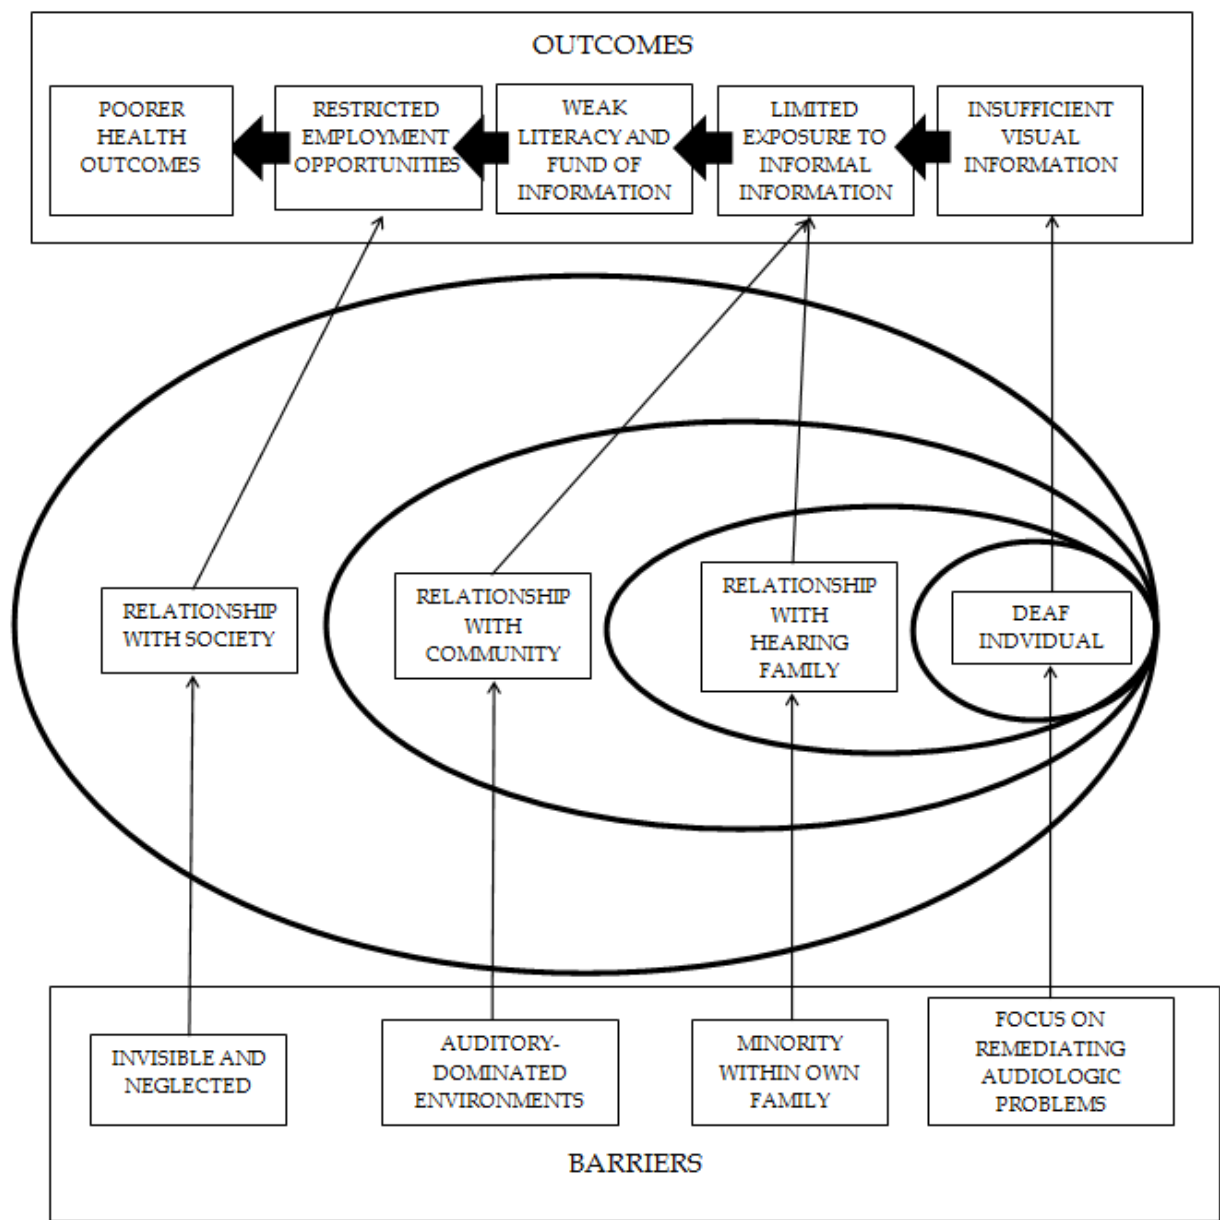 OUTCOMES
POORER
HEALTH
OUTCOMES
RESTRICTED
EMPLOYMENT
OPPORTUNITIES
WEAK
LITERACY AND
FUND OF
INFORMATION
LIMITED
EXPOSURE TO
INFORMAL
INFORMATION
INSUFFICIENT
VISUAL
INFORMATION
RELATIONSHIP
WITH SOCIETY
RELATIONSHIP
WITH
COMMUNITY
RELATIONSHIP
WITH
HEARING
FAMILY
DEAF
INDVIDUAL
INVISIBLE AND
NEGLECTED
AUDITORY-
DOMINATED
ENVIRONMENTS
MINORITY
WITHIN OWN
FAMILY
FOCUS ON
REMEDIATING
AUDIOLOGIC
PROBLEMS
BARRIERS